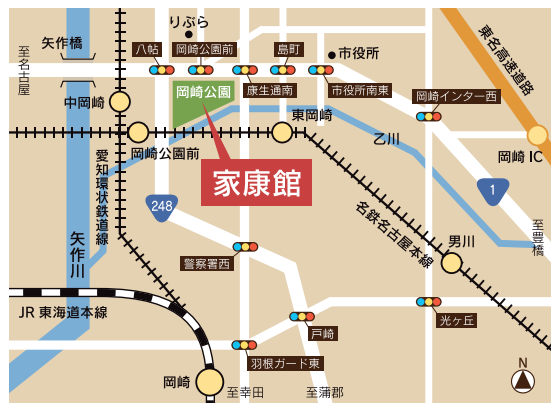 りぶら
矢作橋
八帖
岡崎公園前
島町
市役所
東名高速道路
至名古屋
岡崎公園
康生通南
市役所南東
岡崎インター西
中岡崎
東岡崎
乙川
岡崎IC
岡崎公園前
愛知環状鉄道線
家康館
1
248
名鉄名古屋本線
男川
至豊橋
矢作川
警察署西
JR東海道本線
戸崎
光ヶ丘
羽根ガード東
岡崎
至幸田
至蒲郡
N